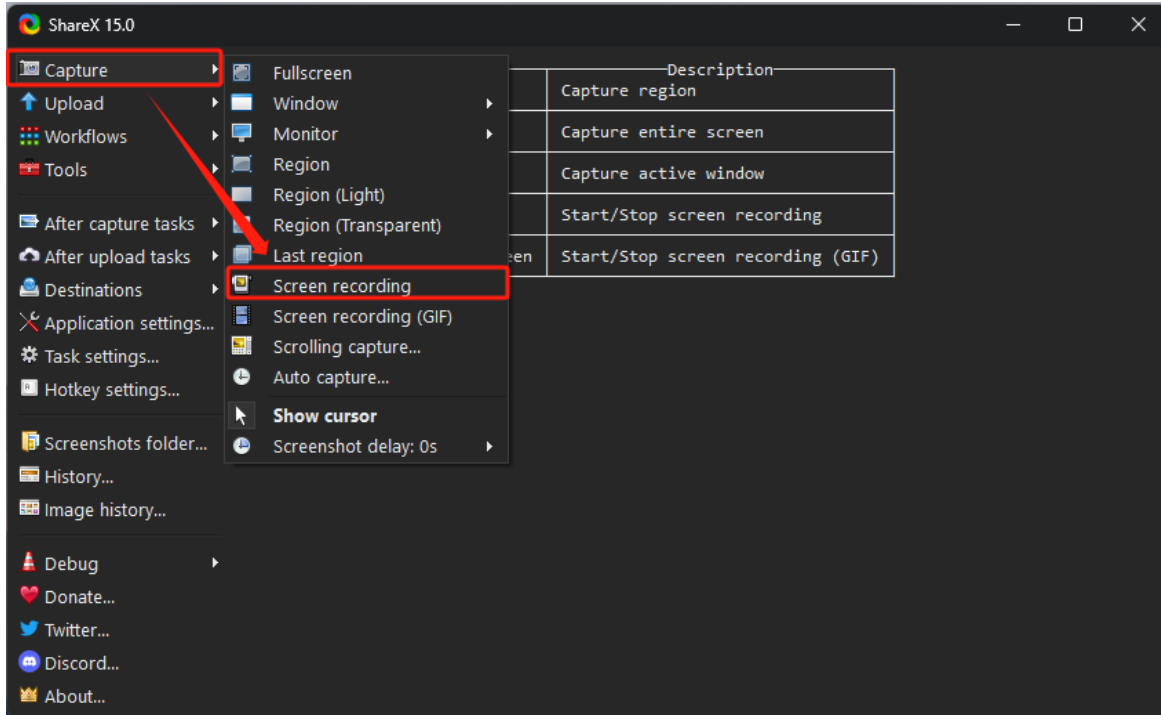 ShareX 15.0
Capture
Upload
Workflows
Tools
After capture tasks
After upload tasks
Destinations
Application settings...
Task settings...
Hotkey settings...
Screenshots folder...
History...
Image history...
Debug
Donate...
Twitter...
Discord...
About...
Fullscreen
Window
Monitor
Region
Region (Light)
Region (Transparent)
Last region
Screen recording
Screen recording (GIF)
Scrolling capture...
Auto capture...
Show cursor
Screenshot delay: 0s
Description
Capture region
Capture entire screen
Capture active window
Start/Stop screen recording
een
Start/Stop screen recording (GIF)